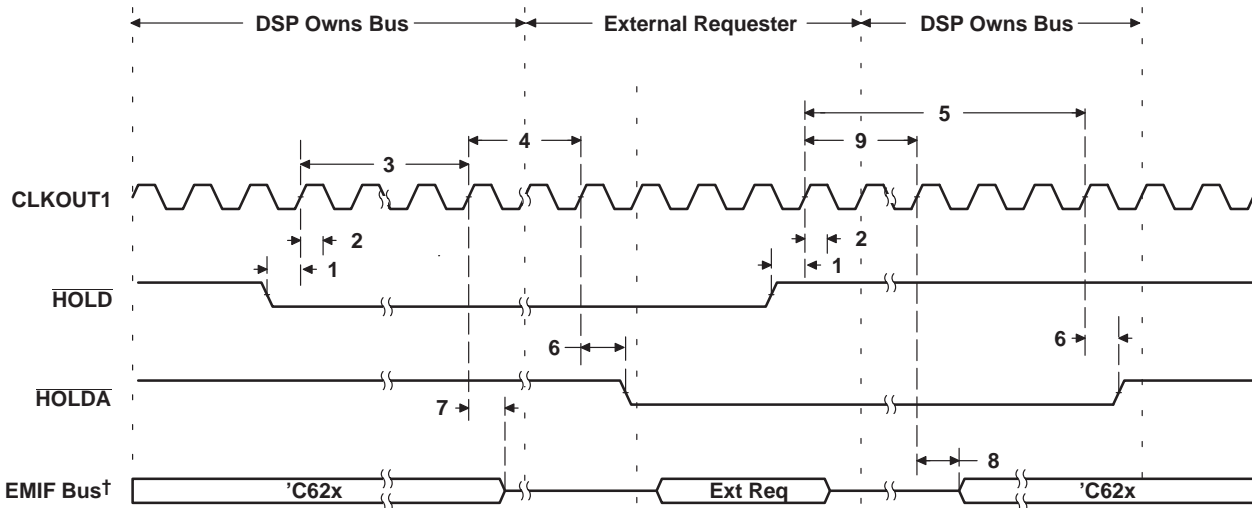 DSP Owns Bus External Requester DSP Owns Bus
5
4 9
3
CLKOUT1
2 2
1 1
HOLD
6 6
HOLDA
7
8
EMIF Bus† ’C62x Ext Req ’C62x